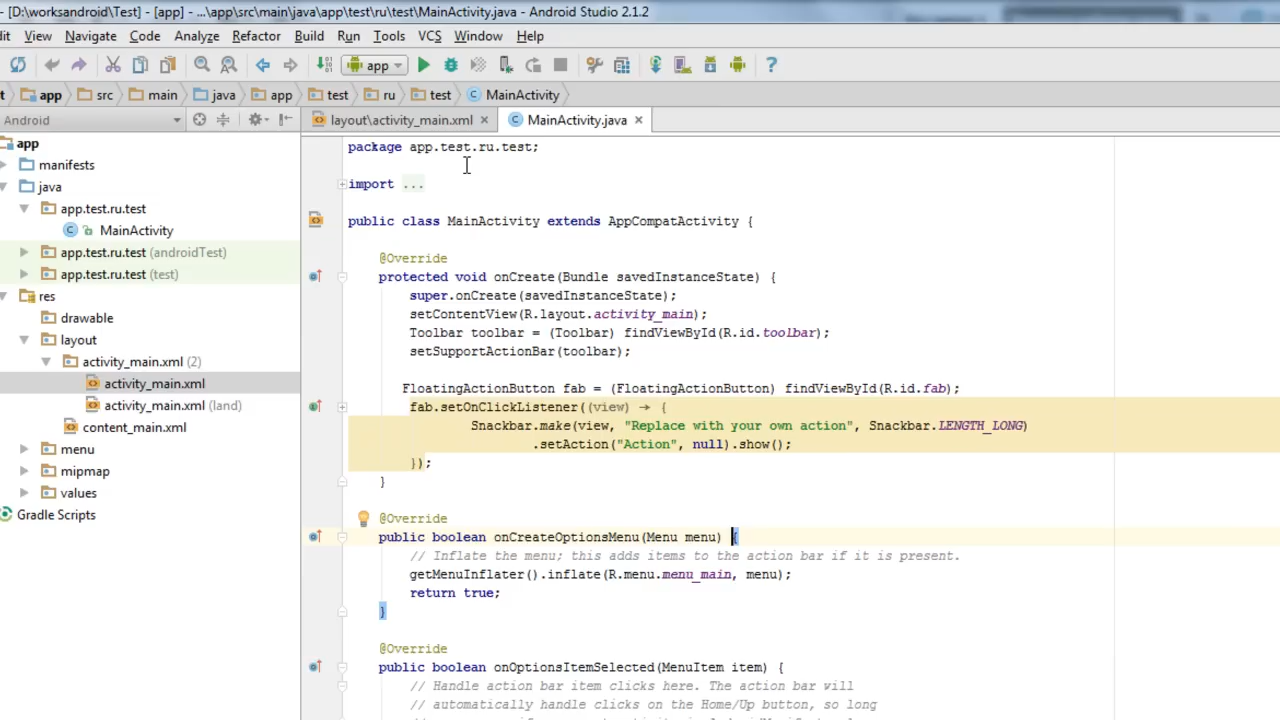 - [D:\worksandroid\Test] - [app] - ...\app\src\main\java\app\test\ru\test\MainActivity.java - Android Studio 2.1.2
View Navigate Code Analyze Refactor Build Run Tools VCS Window Help
app
app src main java app test ru test MainActivity
Android
layout\activity_main.xml MainActivity.java
app
manifests
java
app.test.ru.test
MainActivity
app.test.ru.test (androidTest)
app.test.ru.test (test)
res
drawable
layout
activity_main.xml (2)
activity_main.xml
activity_main.xml (land)
content_main.xml
menu
mipmap
values
Gradle Scripts
package app.test.ru.test;
import ...
public class MainActivity extends AppCompatActivity {
@Override
protected void onCreate(Bundle savedInstanceState) {
super.onCreate(savedInstanceState);
setContentView(R.layout.activity_main);
Toolbar toolbar = (Toolbar) findViewById(R.id.toolbar);
setSupportActionBar(toolbar);
FloatingActionButton fab = (FloatingActionButton) findViewById(R.id.fab);
fab.setOnClickListener((view) → {
Snackbar.make(view, "Replace with your own action", Snackbar.LENGTH_LONG)
.setAction("Action", null).show();
});
}
@Override
public boolean onCreateOptionsMenu(Menu menu) {
// Inflate the menu; this adds items to the action bar if it is present.
getMenuInflater().inflate(R.menu.menu_main, menu);
return true;
}
@Override
public boolean onOptionsItemSelected(MenuItem item) {
// Handle action bar item clicks here. The action bar will
// automatically handle clicks on the Home/Up button, so long